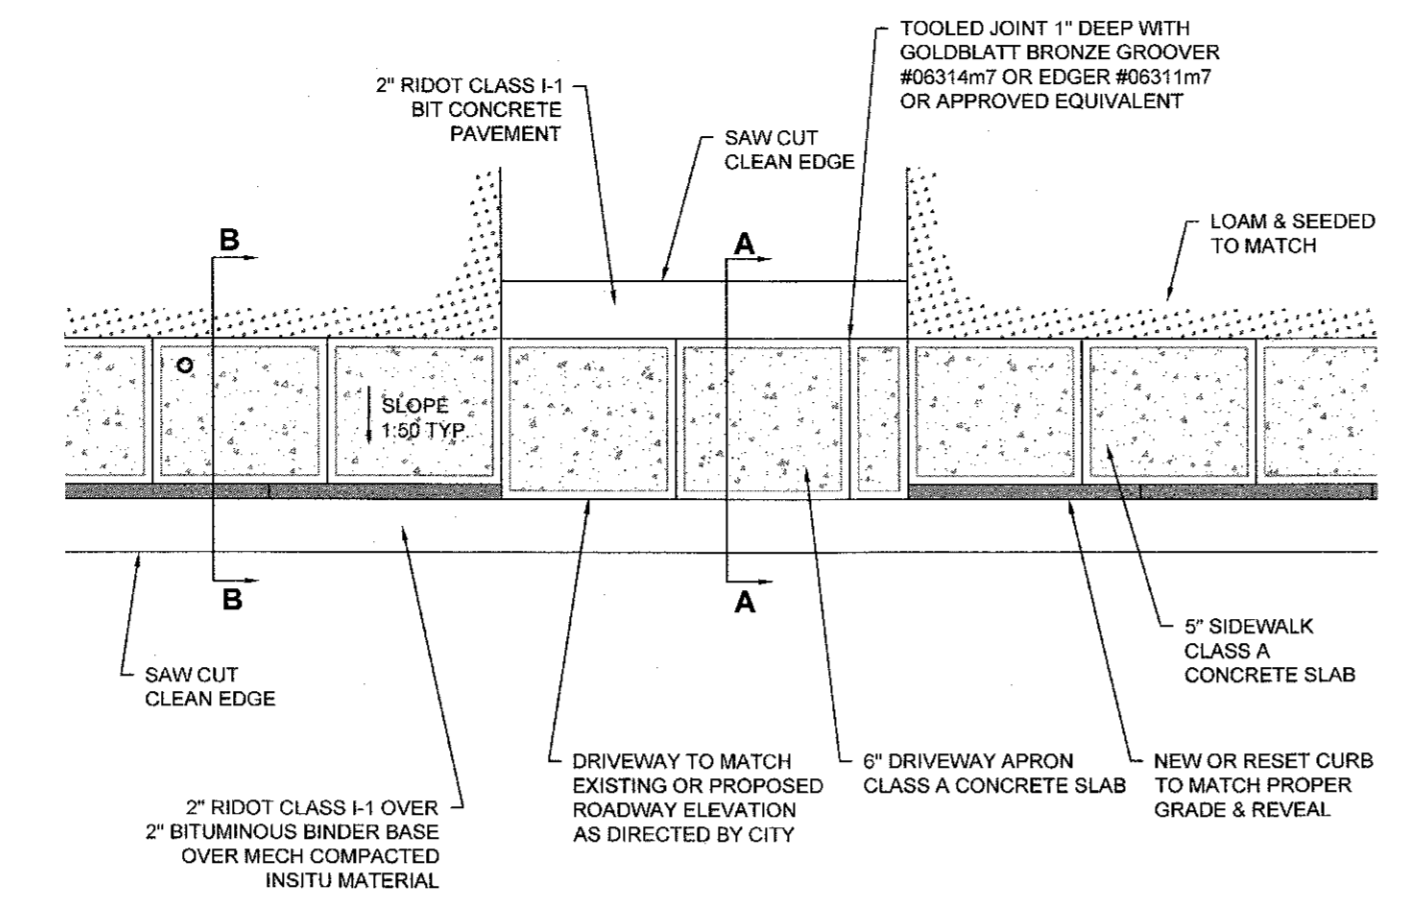 TOOLED JOINT 1" DEEP WITH
GOLDBLATT BRONZE GROOVER
#06314m7 OR EDGER #06311m7
OR APPROVED EQUIVALENT
2" RIDOT CLASS I-1
BIT CONCRETE
PAVEMENT
SAW CUT
CLEAN EDGE
LOAM & SEEDED
TO MATCH
B
A
SLOPE
1:50 TYP
B
A
5" SIDEWALK
CLASS A
CONCRETE SLAB
SAW CUT
CLEAN EDGE
DRIVEWAY TO MATCH
EXISTING OR PROPOSED
ROADWAY ELEVATION
AS DIRECTED BY CITY
6" DRIVEWAY APRON
CLASS A CONCRETE SLAB
NEW OR RESET CURB
TO MATCH PROPER
GRADE & REVEAL
2" RIDOT CLASS I-1 OVER
2" BITUMINOUS BINDER BASE
OVER MECH COMPACTED
INSITU MATERIAL